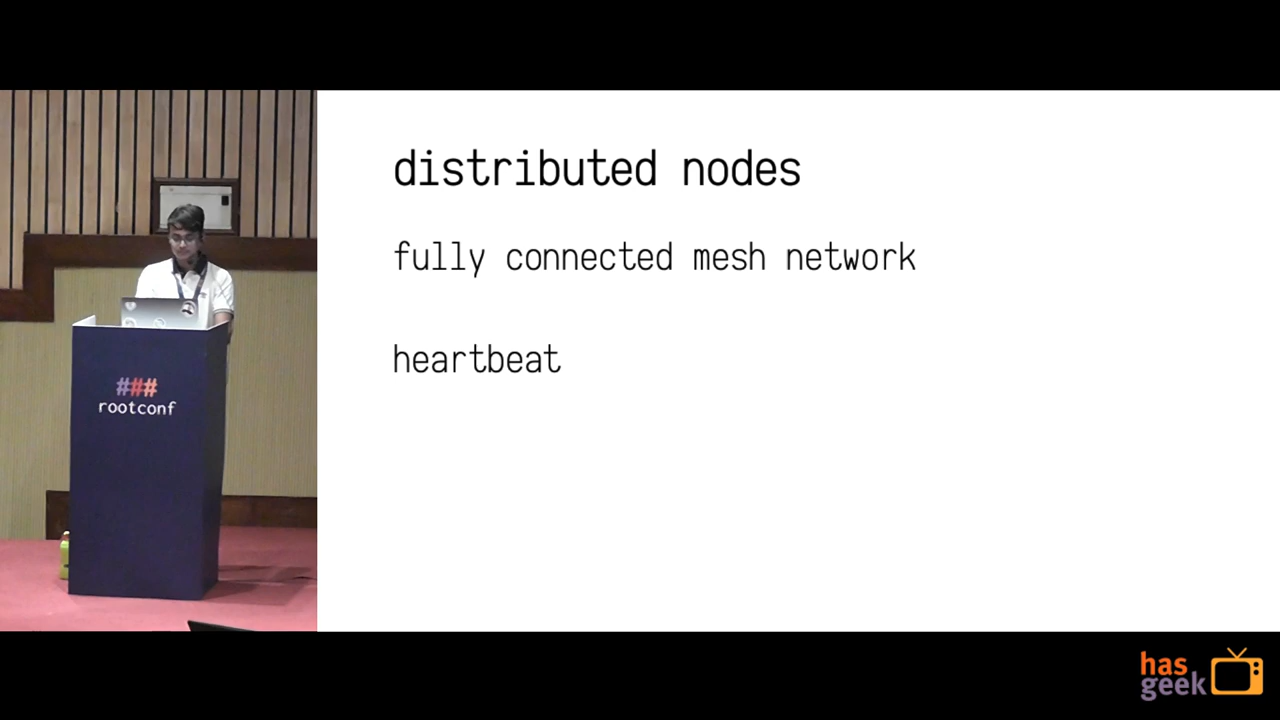 distributed nodes
fully connected mesh network
heartbeat
###
rootconf
has
geek